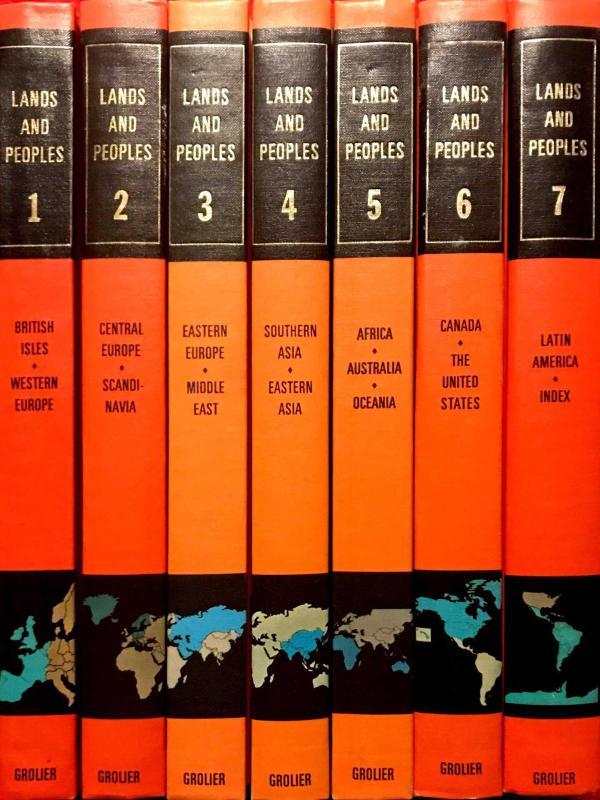 LANDS
AND
PEOPLES
1
BRITISH
ISLES
♦
WESTERN
EUROPE
GROLIER
LANDS
AND
PEOPLES
2
CENTRAL
EUROPE
♦
SCANDI-
NAVIA
GROLIER
LANDS
AND
PEOPLES
3
EASTERN
EUROPE
♦
MIDDLE
EAST
GROLIER
LANDS
AND
PEOPLES
4
SOUTHERN
ASIA
♦
EASTERN
ASIA
GROLIER
LANDS
AND
PEOPLES
5
AFRICA
♦
AUSTRALIA
♦
OCEANIA
GROLIER
LANDS
AND
PEOPLES
6
CANADA
♦
THE
UNITED
STATES
GROLIER
LANDS
AND
PEOPLES
7
LATIN
AMERICA
♦
INDEX
GROLIER